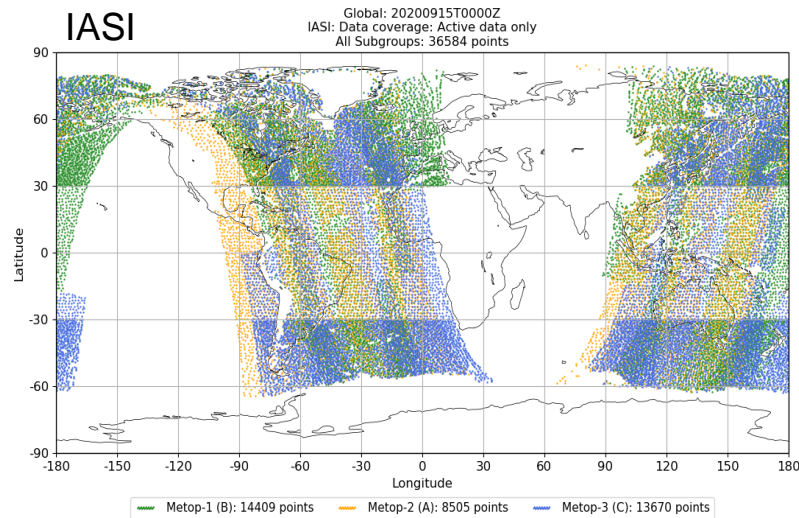 IASI
Global: 20200915T0000Z
IASI: Data coverage: Active data only
All Subgroups: 36584 points
90
60
30
0
-30
-60
-90
Latitude
-180 -150 -120 -90 -60 -30 0 30 60 90 120 150 180
Longitude
Metop-1 (B): 14409 points Metop-2 (A): 8505 points Metop-3 (C): 13670 points